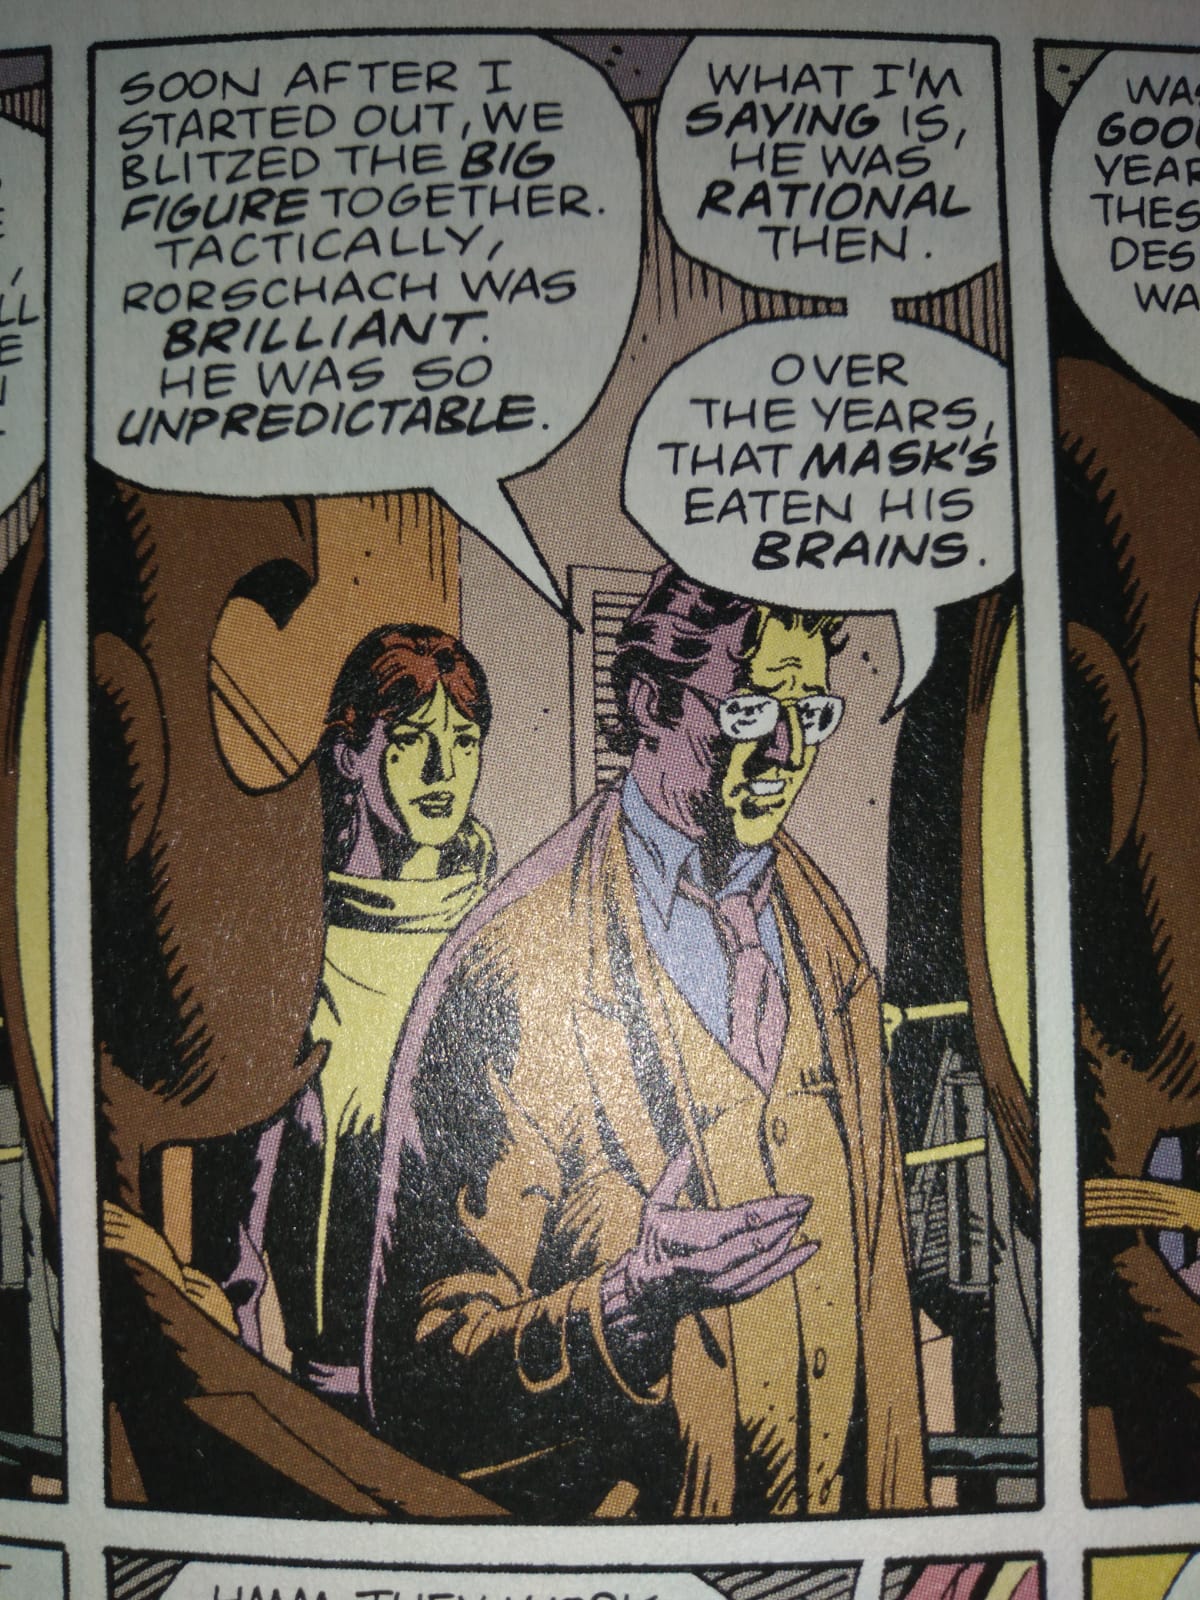 SOON AFTER I
STARTED OUT, WE
BLITZED THE BIG
FIGURE TOGETHER.
TACTICALLY,
RORSCHACH WAS
BRILLIANT.
HE WAS SO
UNPREDICTABLE.
WHAT I'M
SAYING IS,
HE WAS
RATIONAL
THEN.
OVER
THE YEARS,
THAT MASK'S
EATEN HIS
BRAINS.
WAS